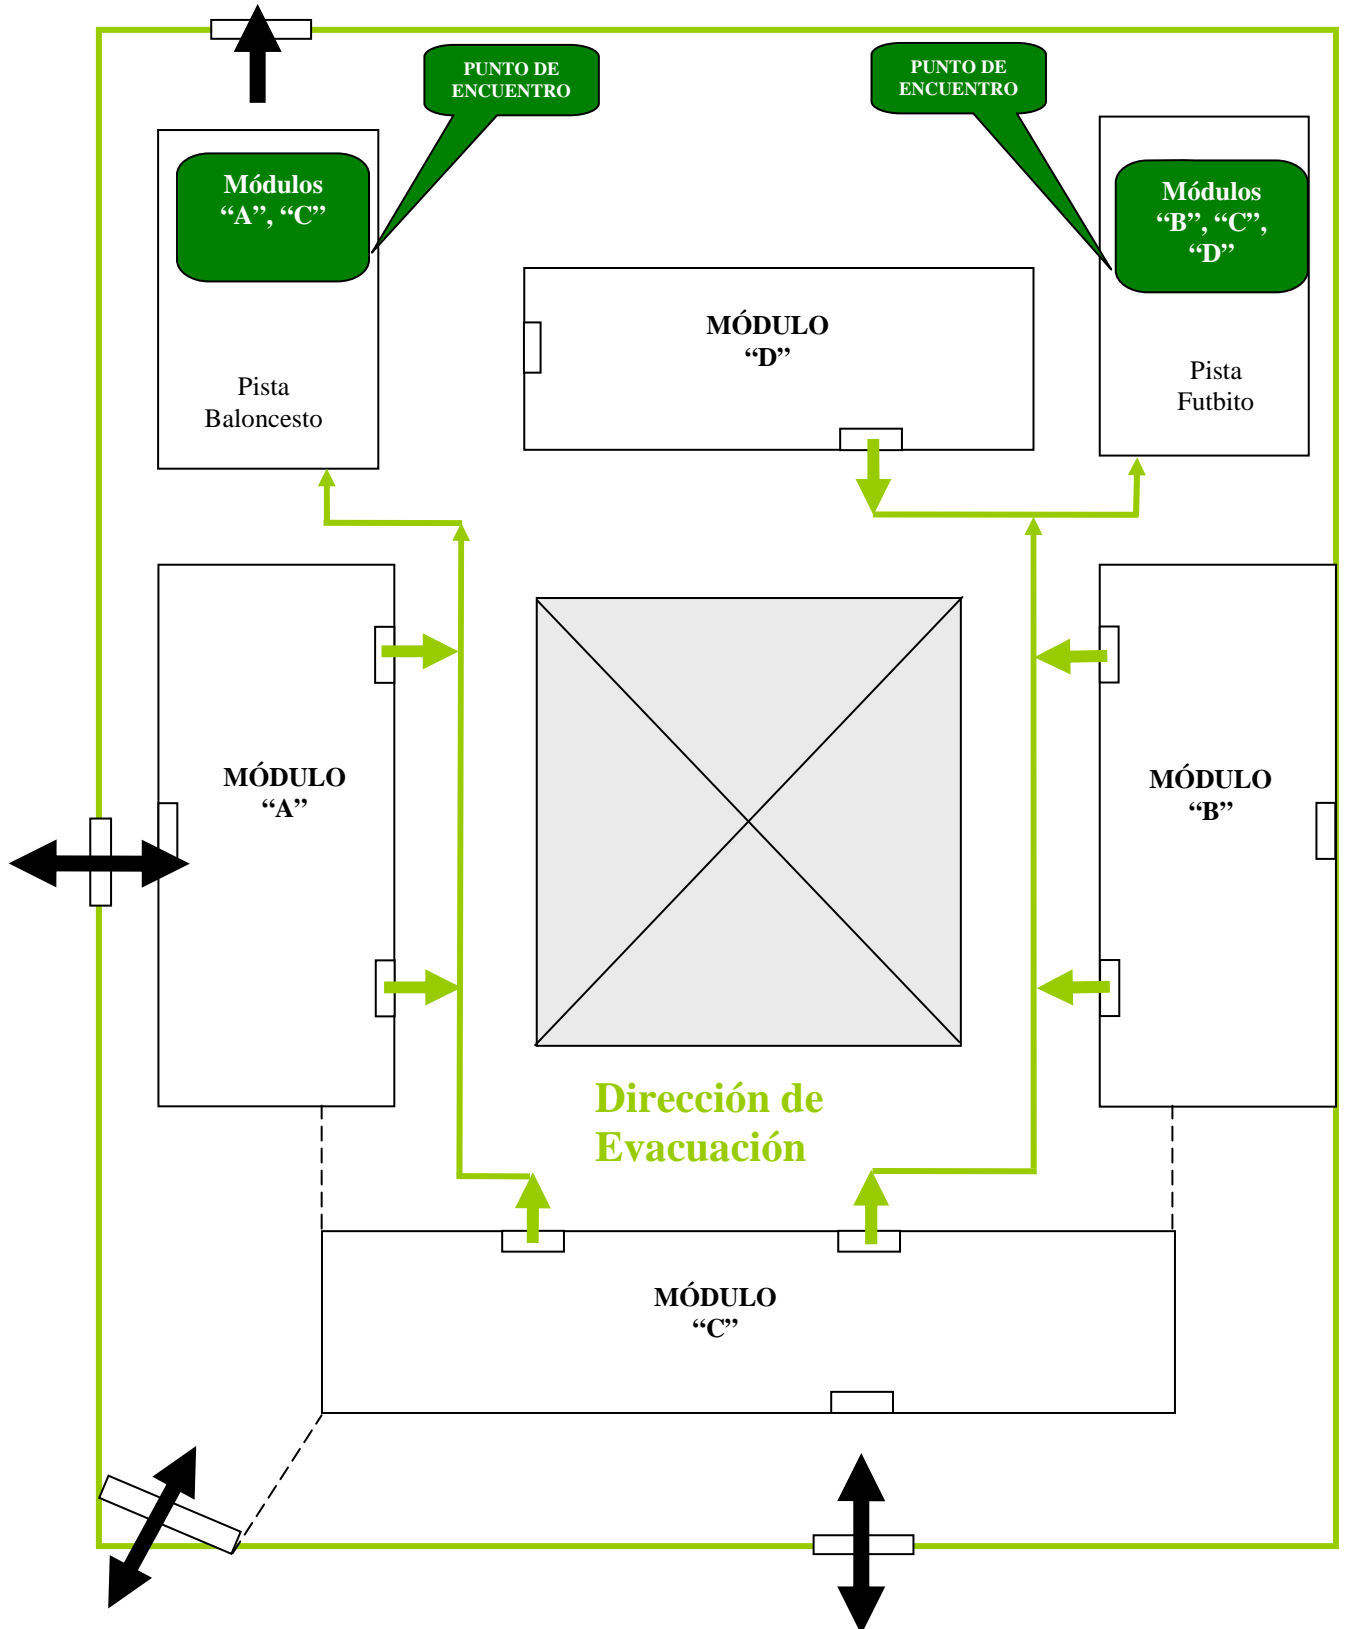 PUNTO DE
ENCUENTRO
PUNTO DE
ENCUENTRO
Módulos
“A”, “C”
Módulos
“B”, “C”,
“D”
MÓDULO
“D”
Pista
Baloncesto
Pista
Futbito
MÓDULO
“A”
MÓDULO
“B”
Dirección de
Evacuación
MÓDULO
“C”